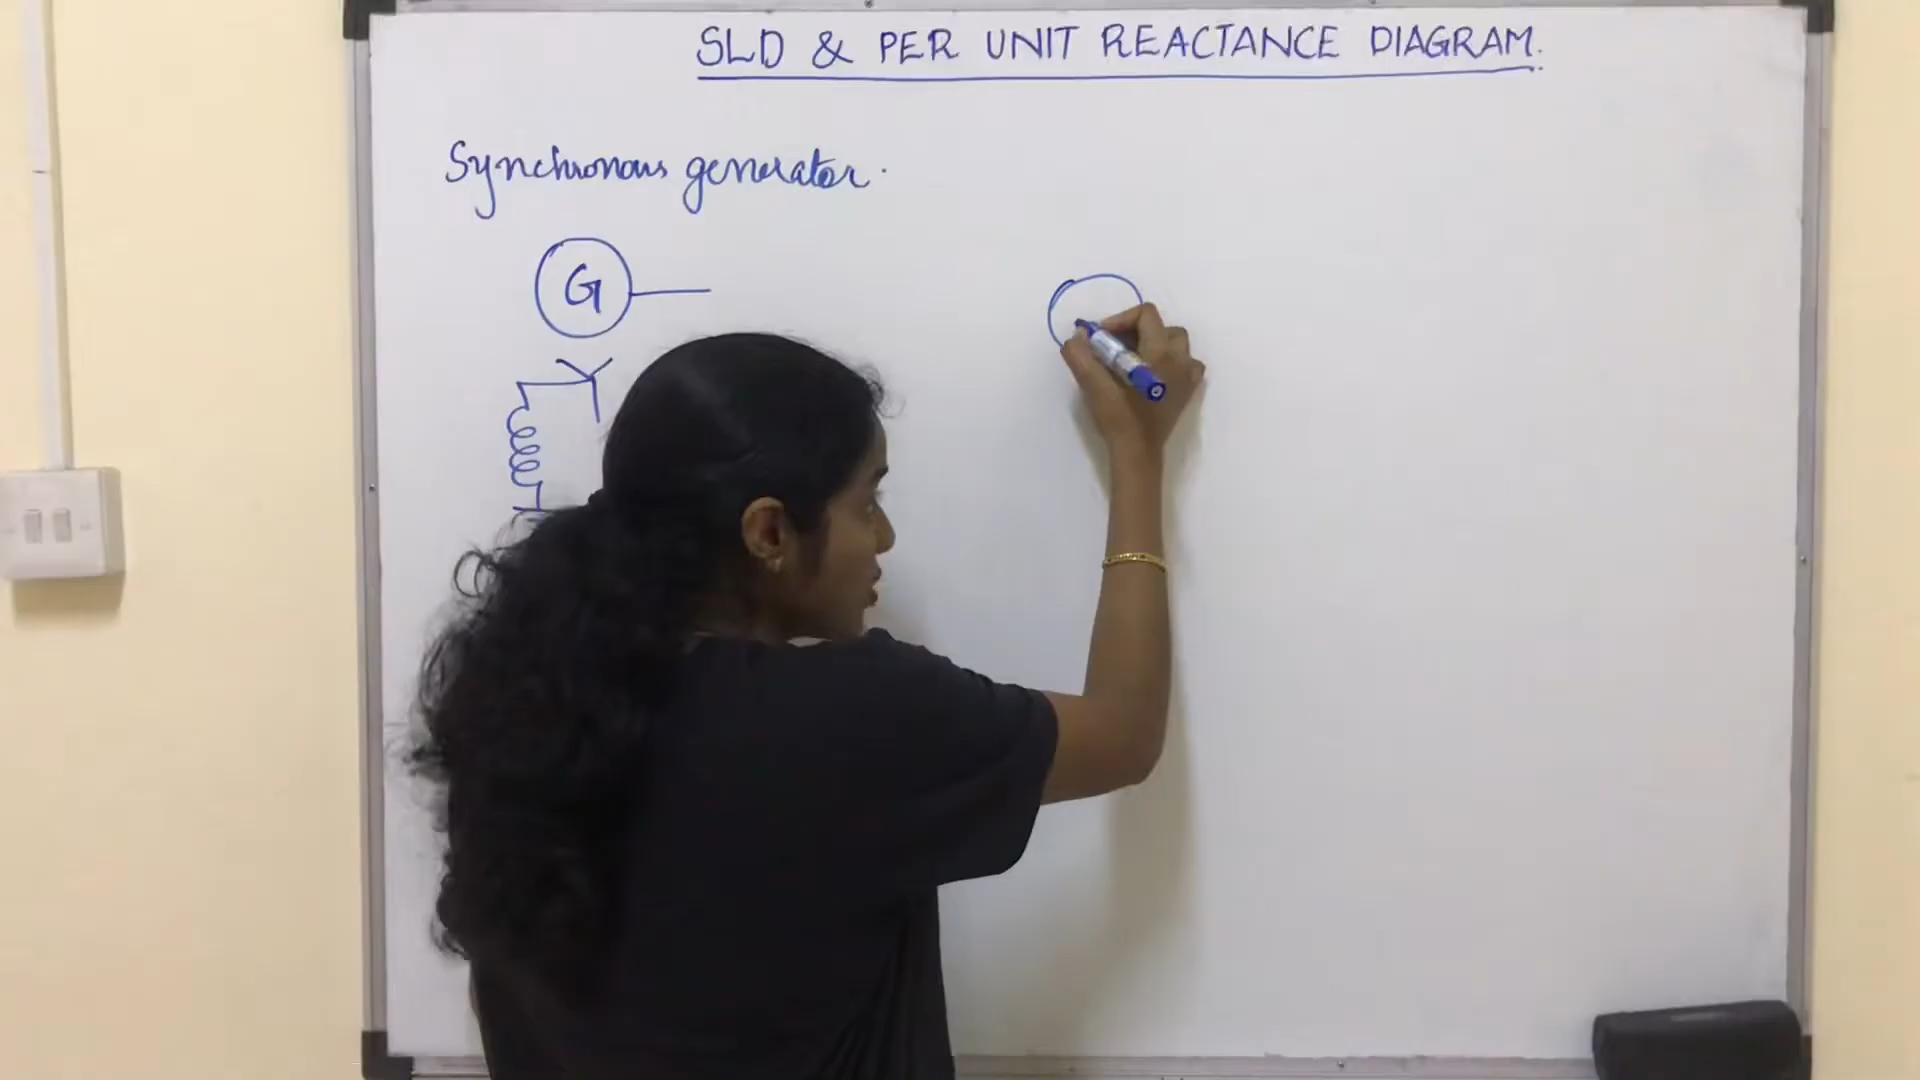 SLD & PER UNIT REACTANCE DIAGRAM.
Synchronous generator.
G